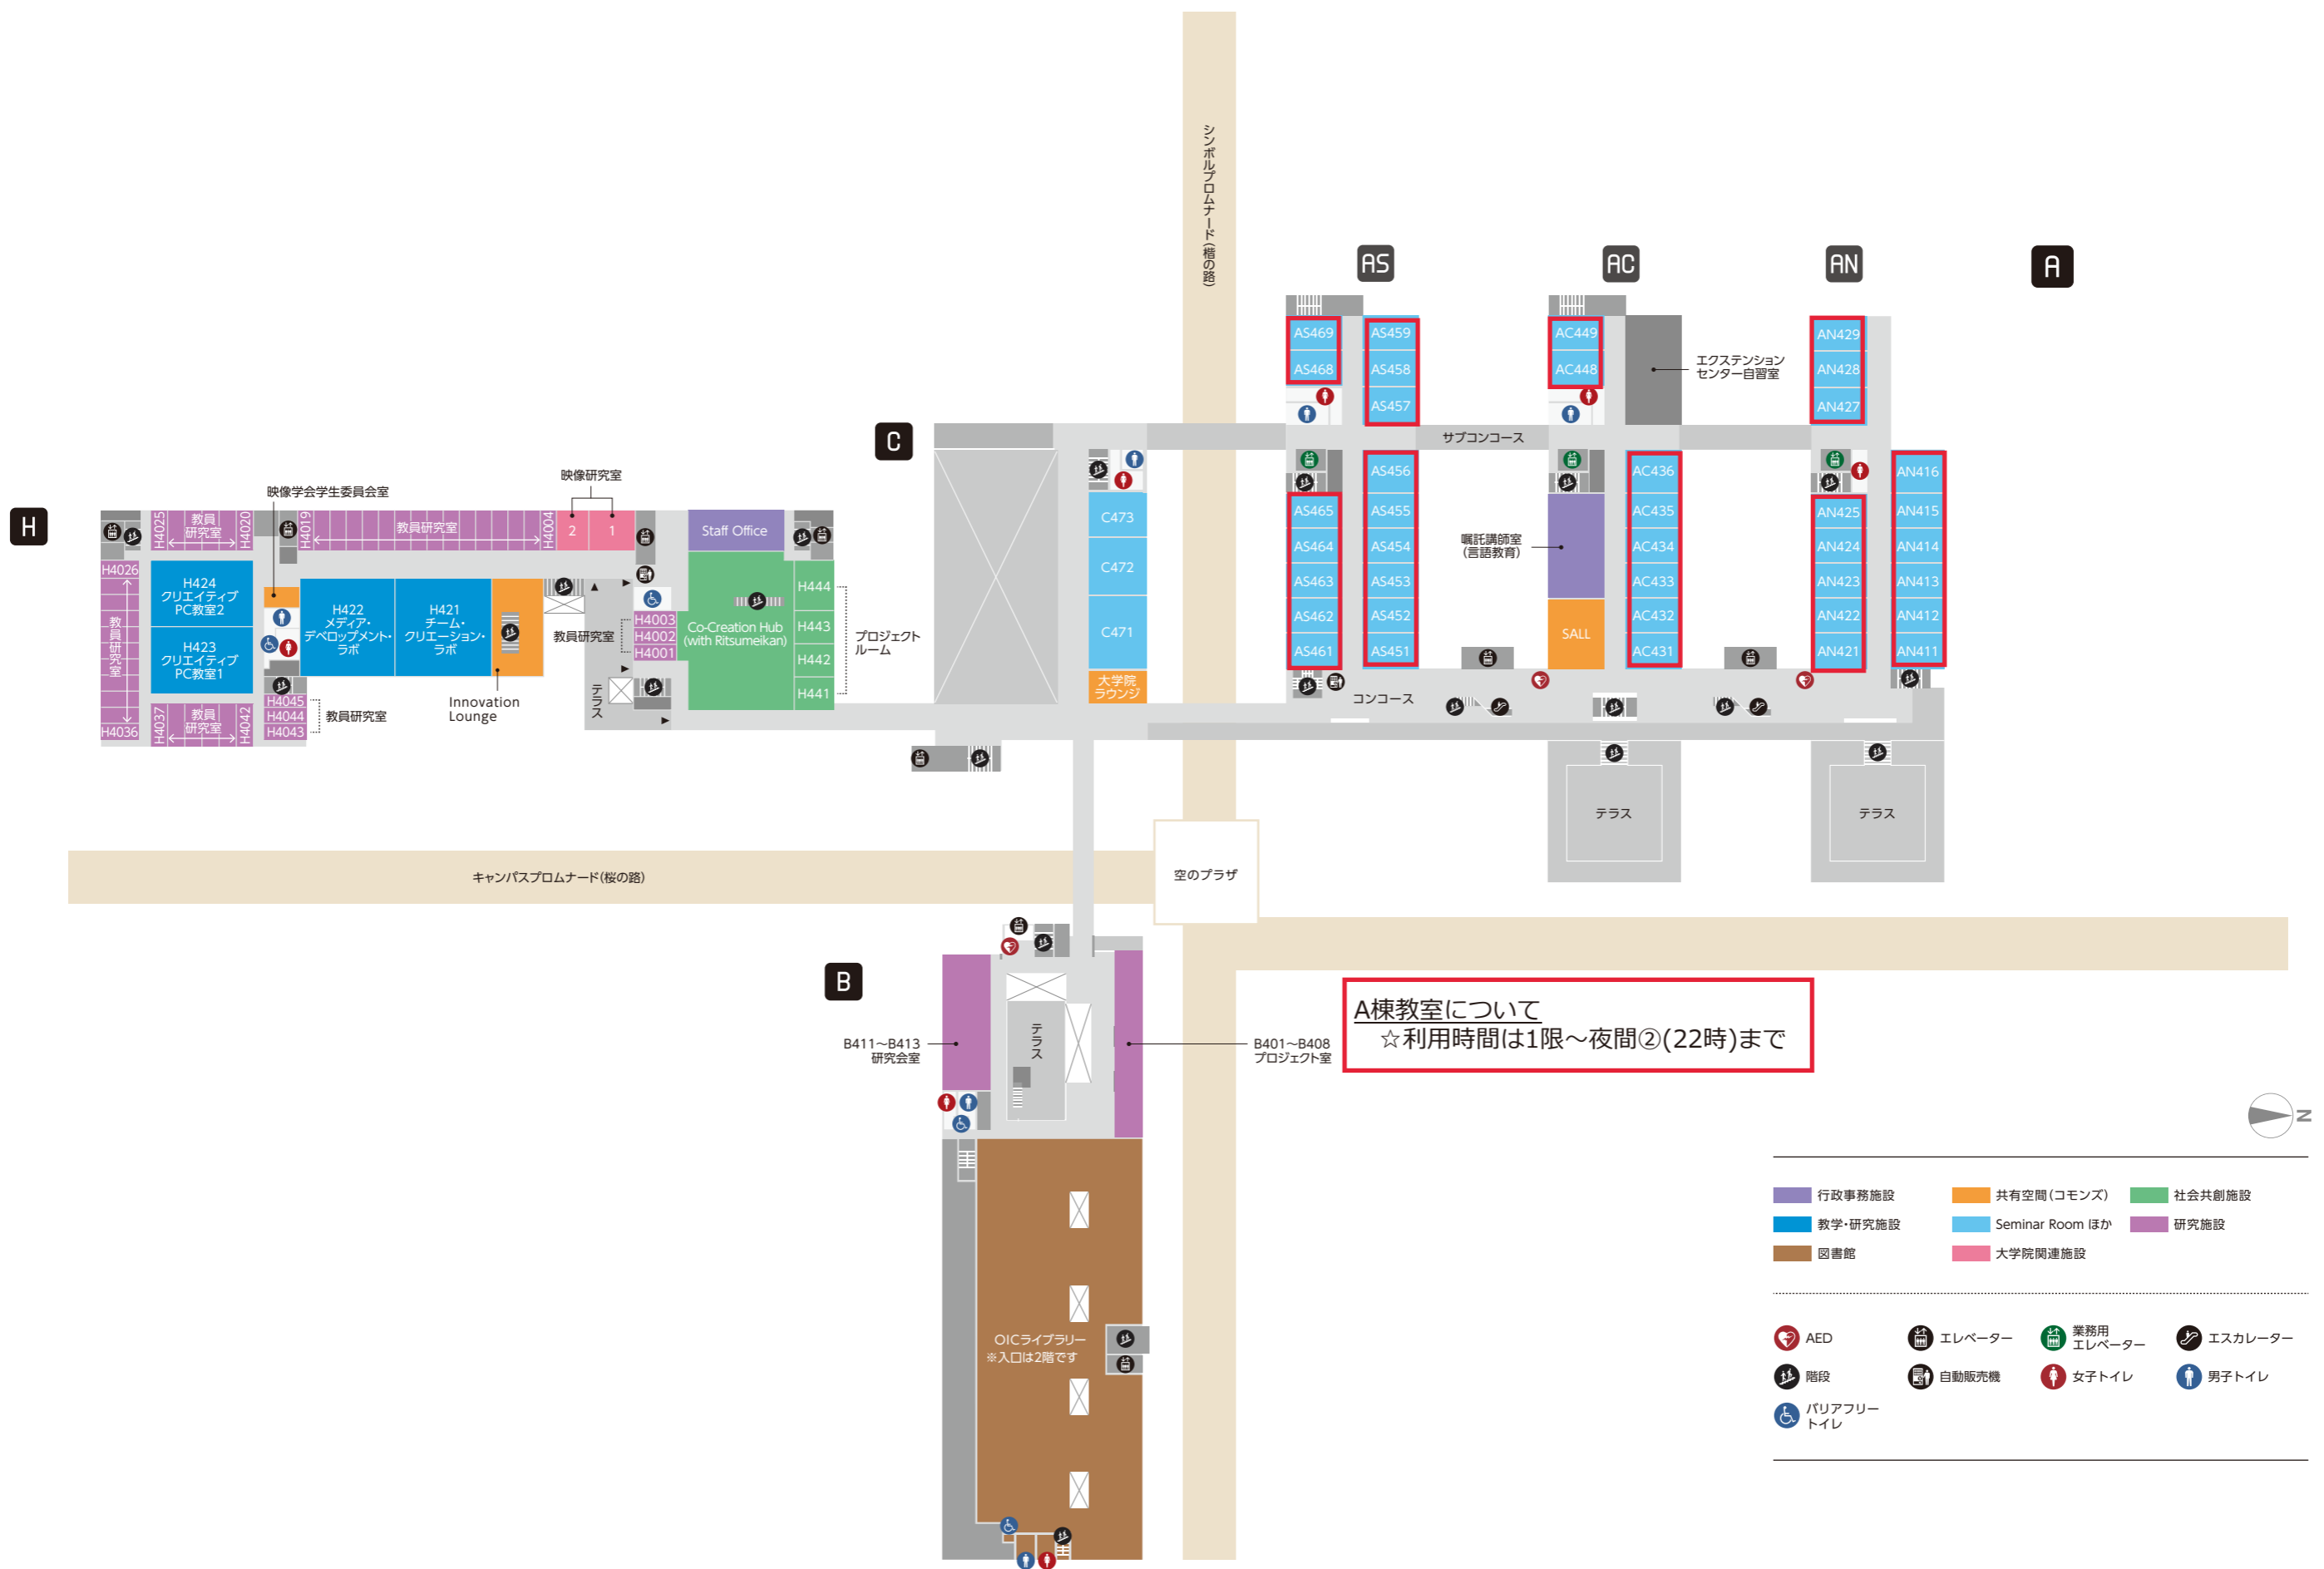 シンボルプロムナード(楷の路)
AS
AC
AN
A
AS469
AS468
AS459
AS458
AS457
AC449
AC448
エクステンション
センター自習室
AN429
AN428
AN427
サブコンコース
C
H
映像研究室
映像学会学生委員会室
H4025
教員
研究室
H4020
H4019
教員研究室
H4004
2
1
Staff Office
H4026
教員研究室
H4036
H424
クリエイティブ
PC教室2
H423
クリエイティブ
PC教室1
H422
メディア・
デベロップメント・
ラボ
H421
チーム・
クリエーション・
ラボ
Innovation
Lounge
教員研究室
H4003
H4002
H4001
Co-Creation Hub
(with Ritsumeikan)
H444
H443
H442
H441
プロジェクト
ルーム
テラス
H4037
教員
研究室
H4042
H4045
H4044
H4043
教員研究室
C473
C472
C471
大学院
ラウンジ
AS465
AS464
AS463
AS462
AS461
AS456
AS455
AS454
AS453
AS452
AS451
嘱託講師室
(言語教育)
SALL
AC436
AC435
AC434
AC433
AC432
AC431
AN425
AN424
AN423
AN422
AN421
AN416
AN415
AN414
AN413
AN412
AN411
コンコース
テラス
テラス
キャンパスプロムナード(桜の路)
空のプラザ
B
テラス
B411～B413
研究会室
B401～B408
プロジェクト室
A棟教室について
☆利用時間は1限～夜間②(22時)まで
OICライブラリー
※入口は2階です
N
行政事務施設
共有空間(コモンズ)
社会共創施設
教学・研究施設
Seminar Room ほか
研究施設
図書館
大学院関連施設
AED
エレベーター
業務用
エレベーター
エスカレーター
階段
自動販売機
女子トイレ
男子トイレ
バリアフリー
トイレ